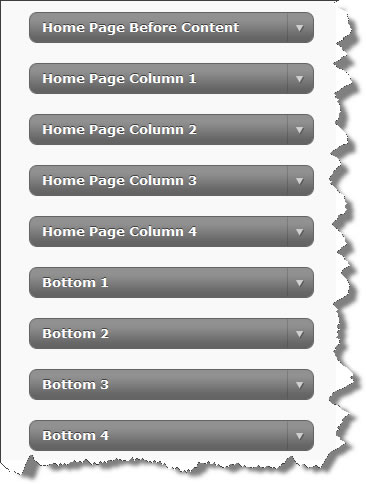 Home Page Before Content
Home Page Column 1
Home Page Column 2
Home Page Column 3
Home Page Column 4
Bottom 1
Bottom 2
Bottom 3
Bottom 4